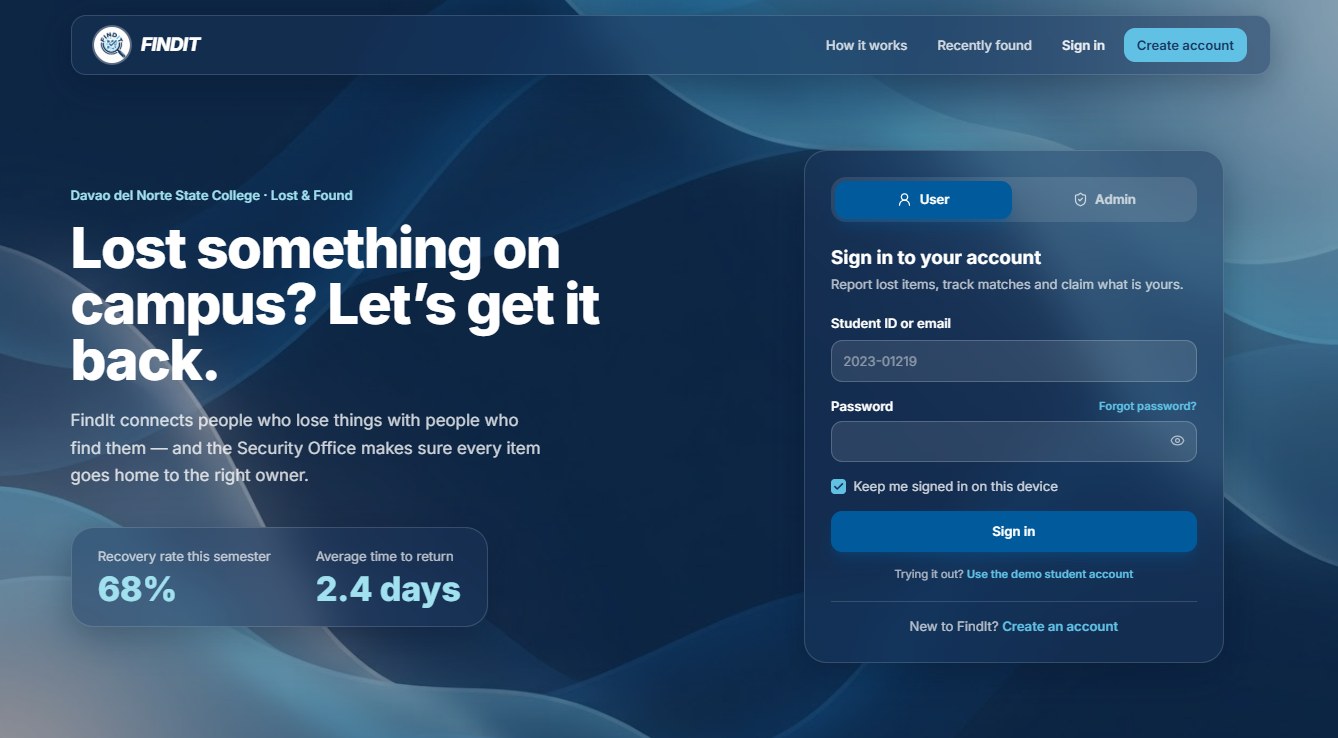 FINDIT
FINDIT
How it works
Recently found
Sign in
Create account
Davao del Norte State College · Lost & Found
Lost something on
campus? Let’s get it
back.
FindIt connects people who lose things with people who
find them — and the Security Office makes sure every item
goes home to the right owner.
Recovery rate this semester
68%
Average time to return
2.4 days
User
Admin
Sign in to your account
Report lost items, track matches and claim what is yours.
Student ID or email
2023-01219
Password
Forgot password?
Keep me signed in on this device
Sign in
Trying it out? Use the demo student account
New to FindIt? Create an account